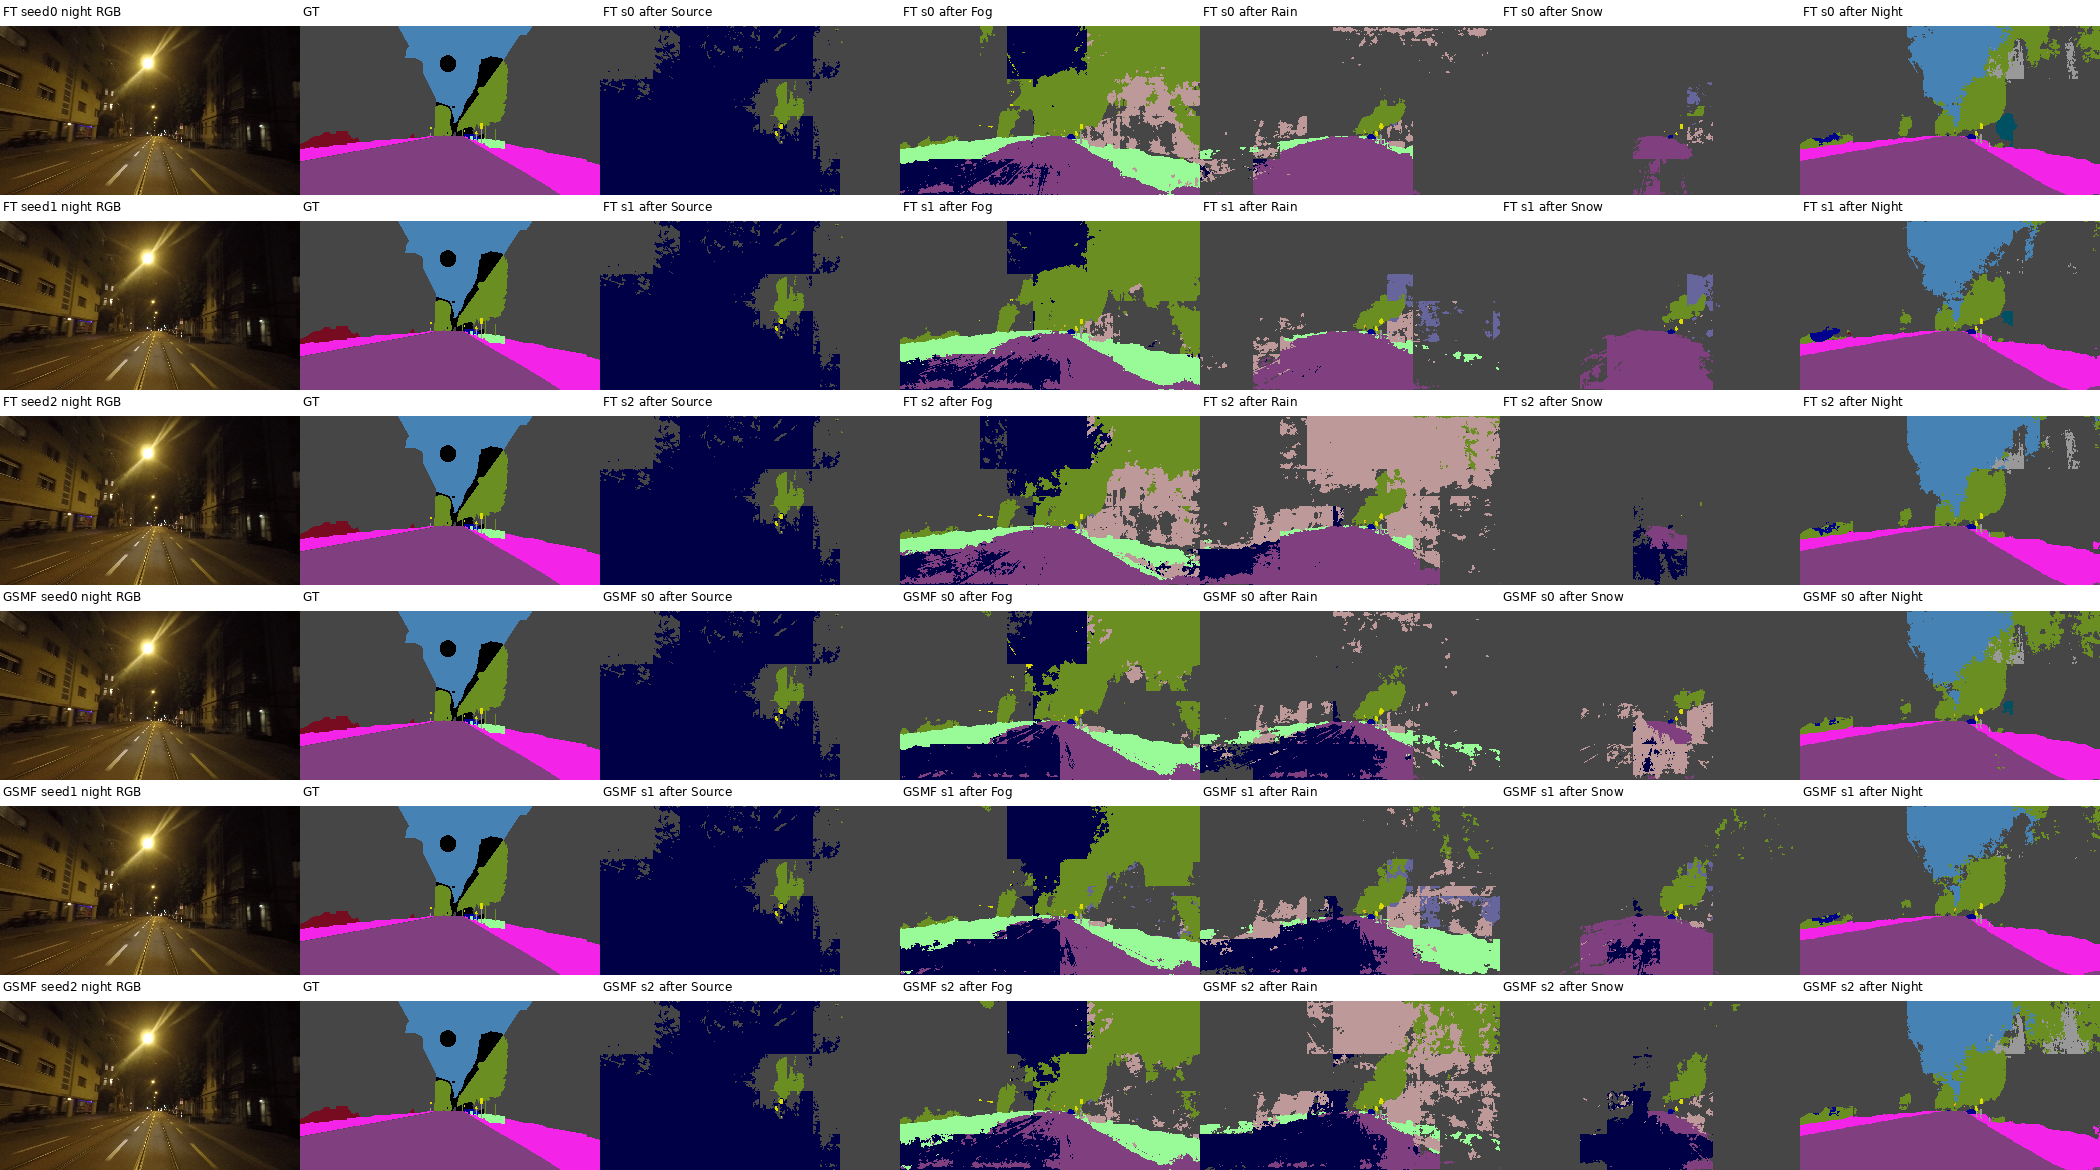 FT seed0 night RGB GT FT s0 after Source FT s0 after Fog FT s0 after Rain FT s0 after Snow FT s0 after Night
FT seed1 night RGB GT FT s1 after Source FT s1 after Fog FT s1 after Rain FT s1 after Snow FT s1 after Night
FT seed2 night RGB GT FT s2 after Source FT s2 after Fog FT s2 after Rain FT s2 after Snow FT s2 after Night
GSMF seed0 night RGB GT GSMF s0 after Source GSMF s0 after Fog GSMF s0 after Rain GSMF s0 after Snow GSMF s0 after Night
GSMF seed1 night RGB GT GSMF s1 after Source GSMF s1 after Fog GSMF s1 after Rain GSMF s1 after Snow GSMF s1 after Night
GSMF seed2 night RGB GT GSMF s2 after Source GSMF s2 after Fog GSMF s2 after Rain GSMF s2 after Snow GSMF s2 after Night